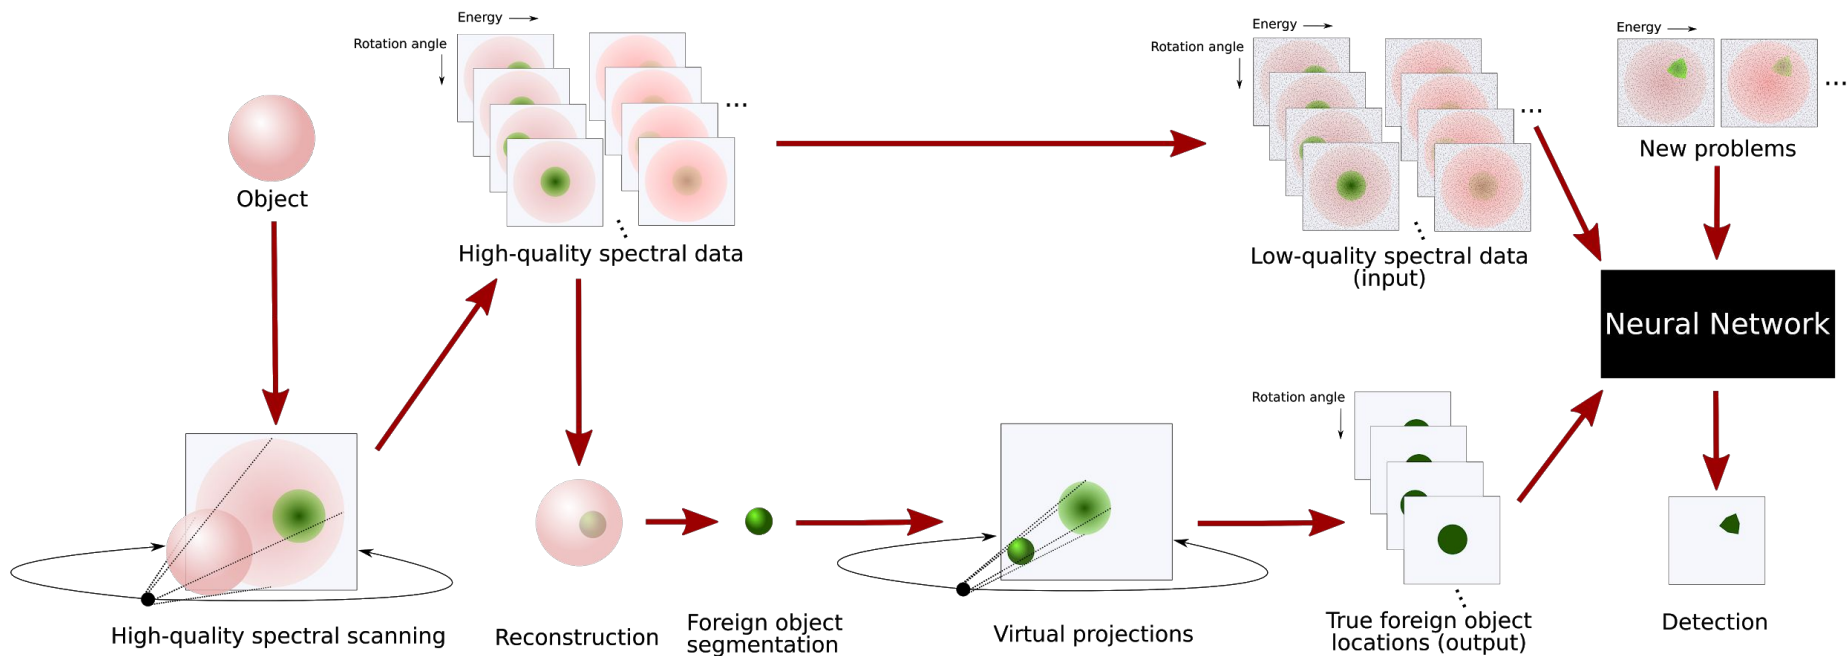 Energy
Rotation angle
...
Object
High-quality spectral data
Energy
Rotation angle
...
Low-quality spectral data
(input)
Energy
...
New problems
Neural Network
High-quality spectral scanning
Reconstruction
Foreign object
segmentation
Virtual projections
Rotation angle
True foreign object
locations (output)
Detection